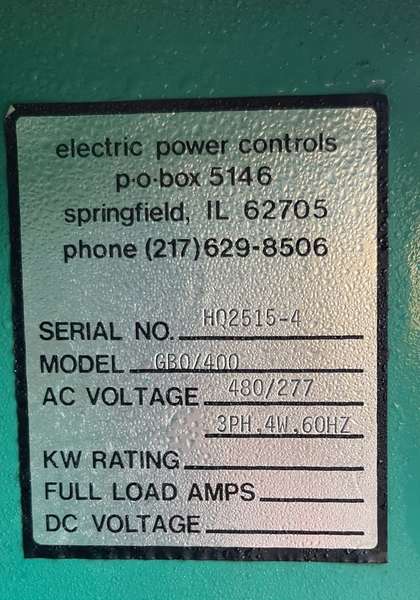 electric power controls
p·o·box 5146
springfield, IL 62705
phone (217)629-8506
SERIAL NO. HQ2515-4
MODEL GBO/400
AC VOLTAGE 480/277
3PH.4W.60HZ
KW RATING
FULL LOAD AMPS
DC VOLTAGE